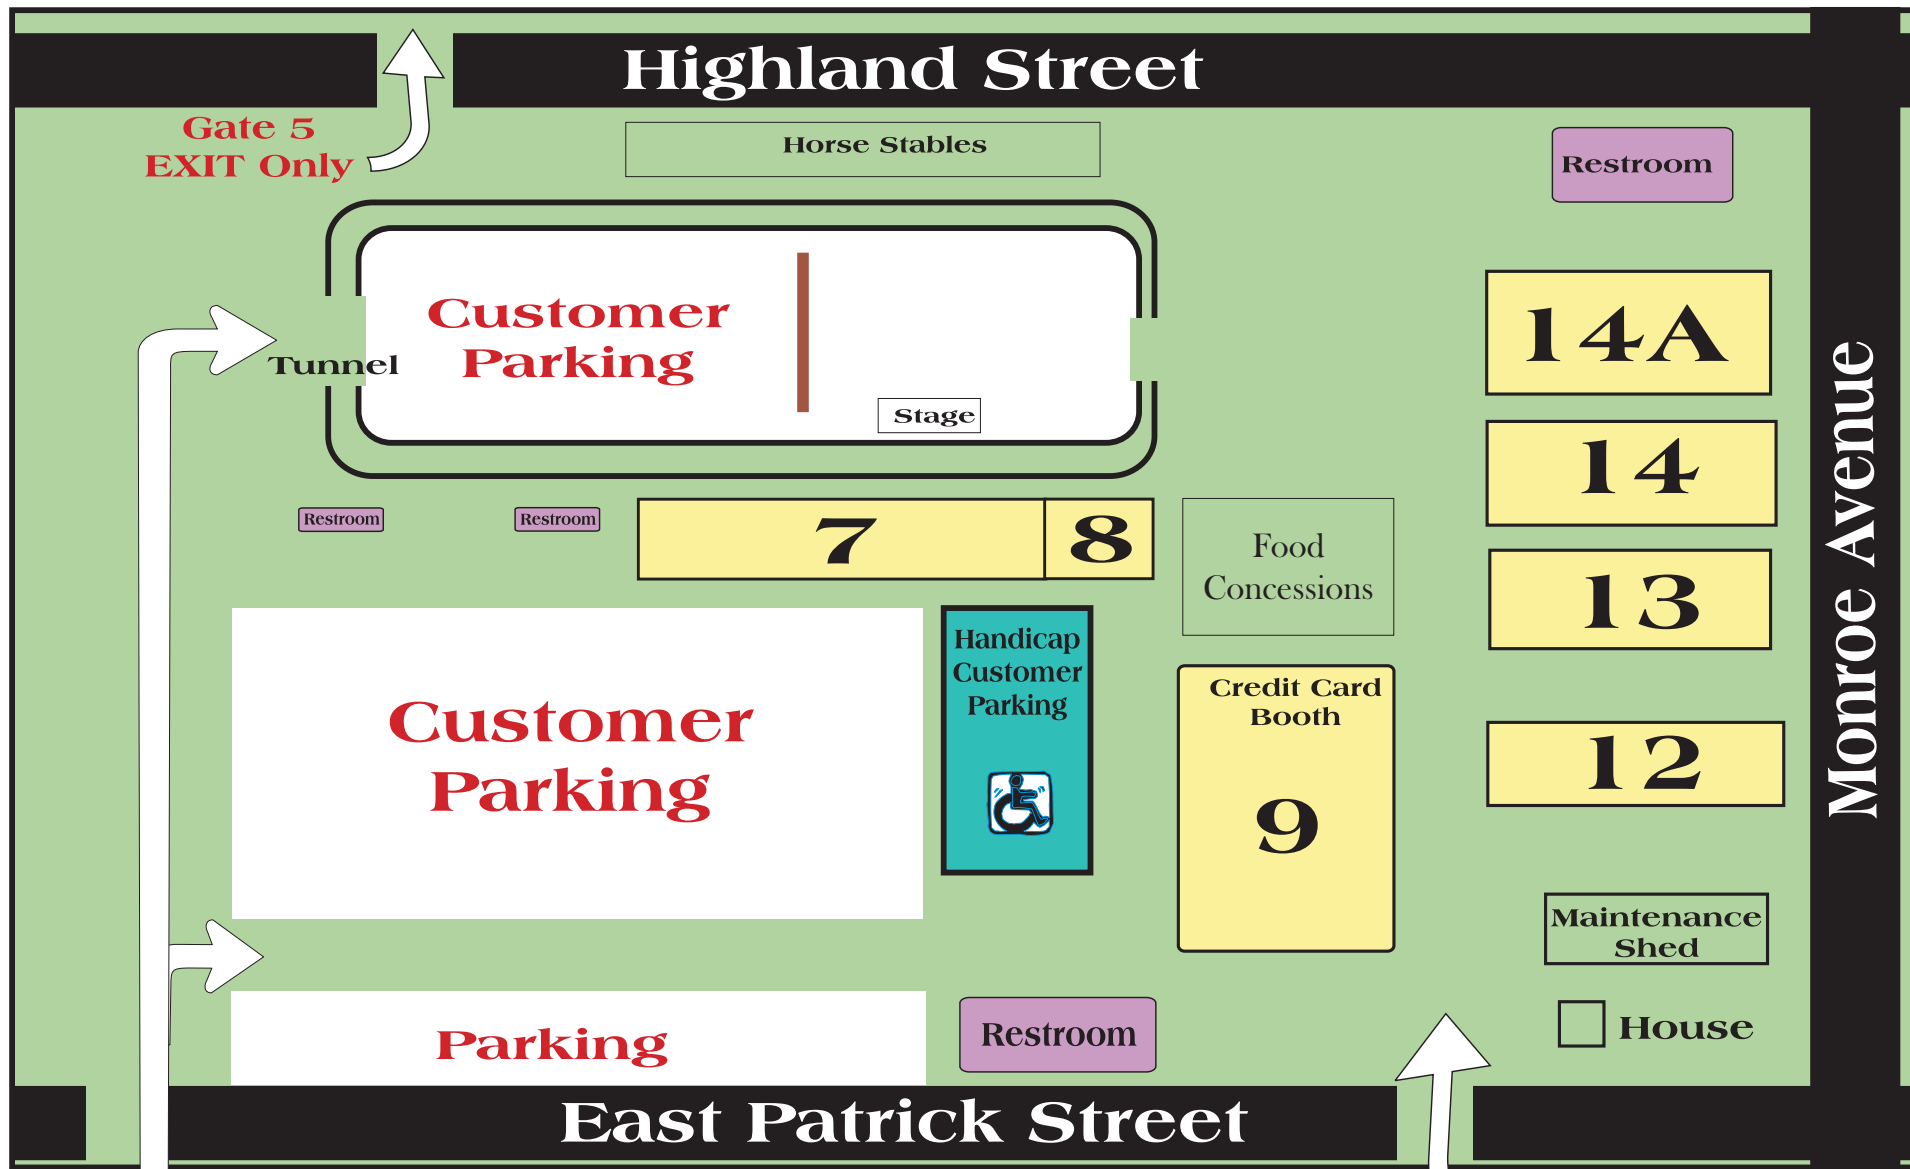 Highland Street
Gate 5
EXIT Only
Horse Stables
Restroom
Customer
Parking
Tunnel
Stage
14A
14
13
12
Monroe Avenue
Restroom
Restroom
7
8
Food
Concessions
Customer
Parking
Handicap
Customer
Parking
Credit Card
Booth
9
Maintenance
Shed
House
Parking
Restroom
East Patrick Street